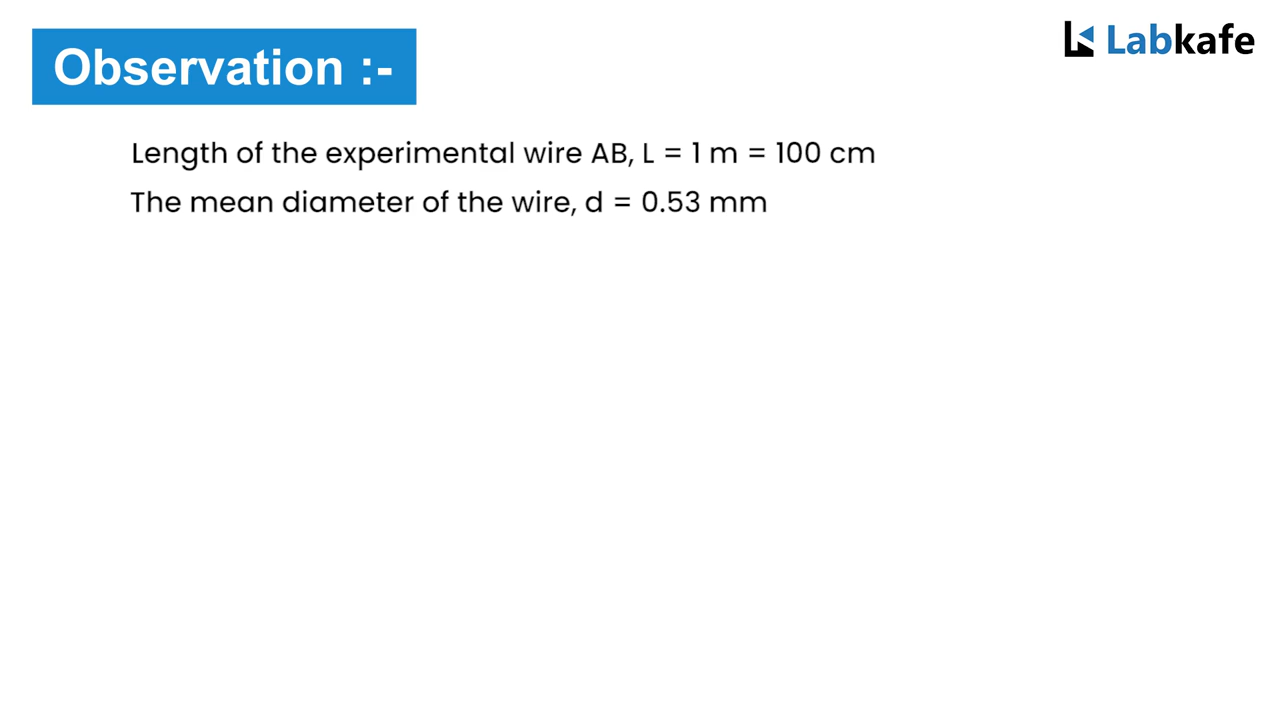 Observation :-
Labkafe
Length of the experimental wire AB, L = 1 m = 100 cm
The mean diameter of the wire, d = 0.53 mm